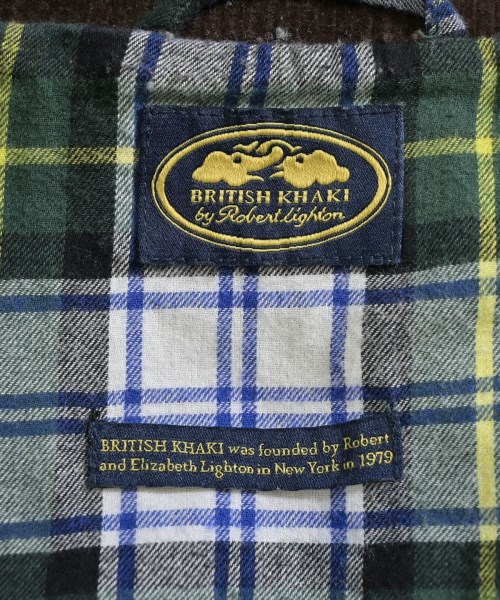 BRITISH KHAKI
by Robert Lighton
BRITISH KHAKI was founded by Robert
and Elizabeth Lighton in New York in 1979